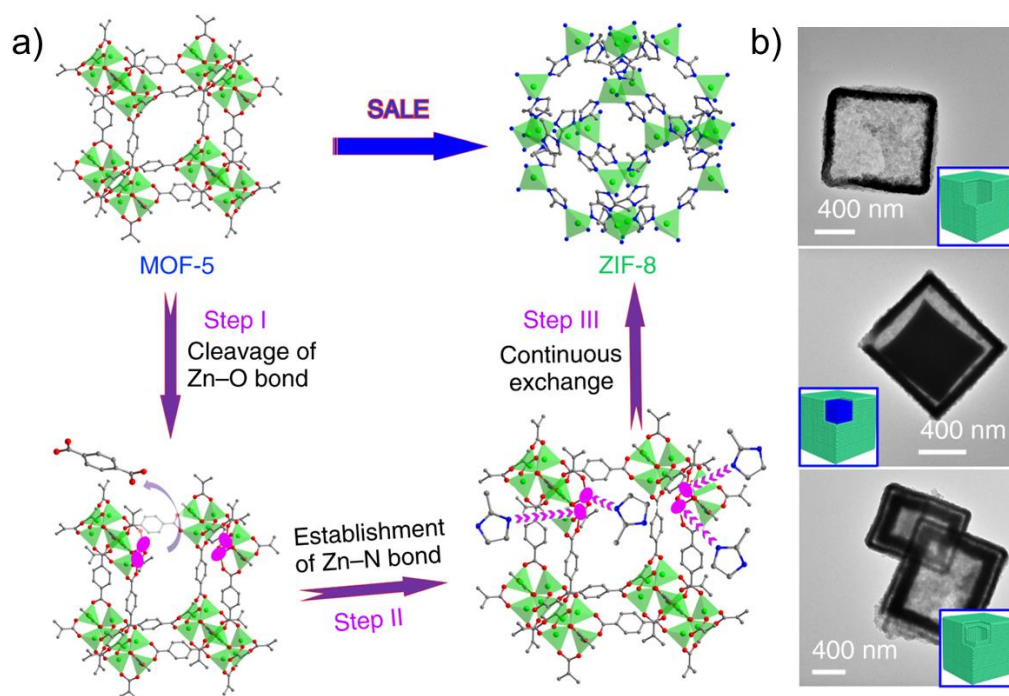 a)
SALE
MOF-5
ZIF-8
Step I
Cleavage of
Zn–O bond
Step III
Continuous
exchange
Establishment
of Zn–N bond
Step II
b)
400 nm
400 nm
400 nm